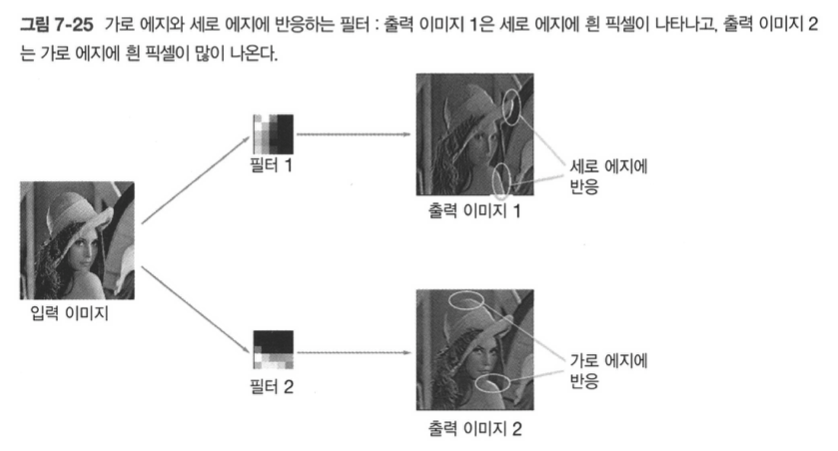 그림 7-25 가로 에지와 세로 에지에 반응하는 필터 : 출력 이미지 1은 세로 에지에 흰 픽셀이 나타나고, 출력 이미지 2
는 가로 에지에 흰 픽셀이 많이 나온다.
필터 1
세로 에지에
반응
출력 이미지 1
입력 이미지
필터 2
가로 에지에
반응
출력 이미지 2